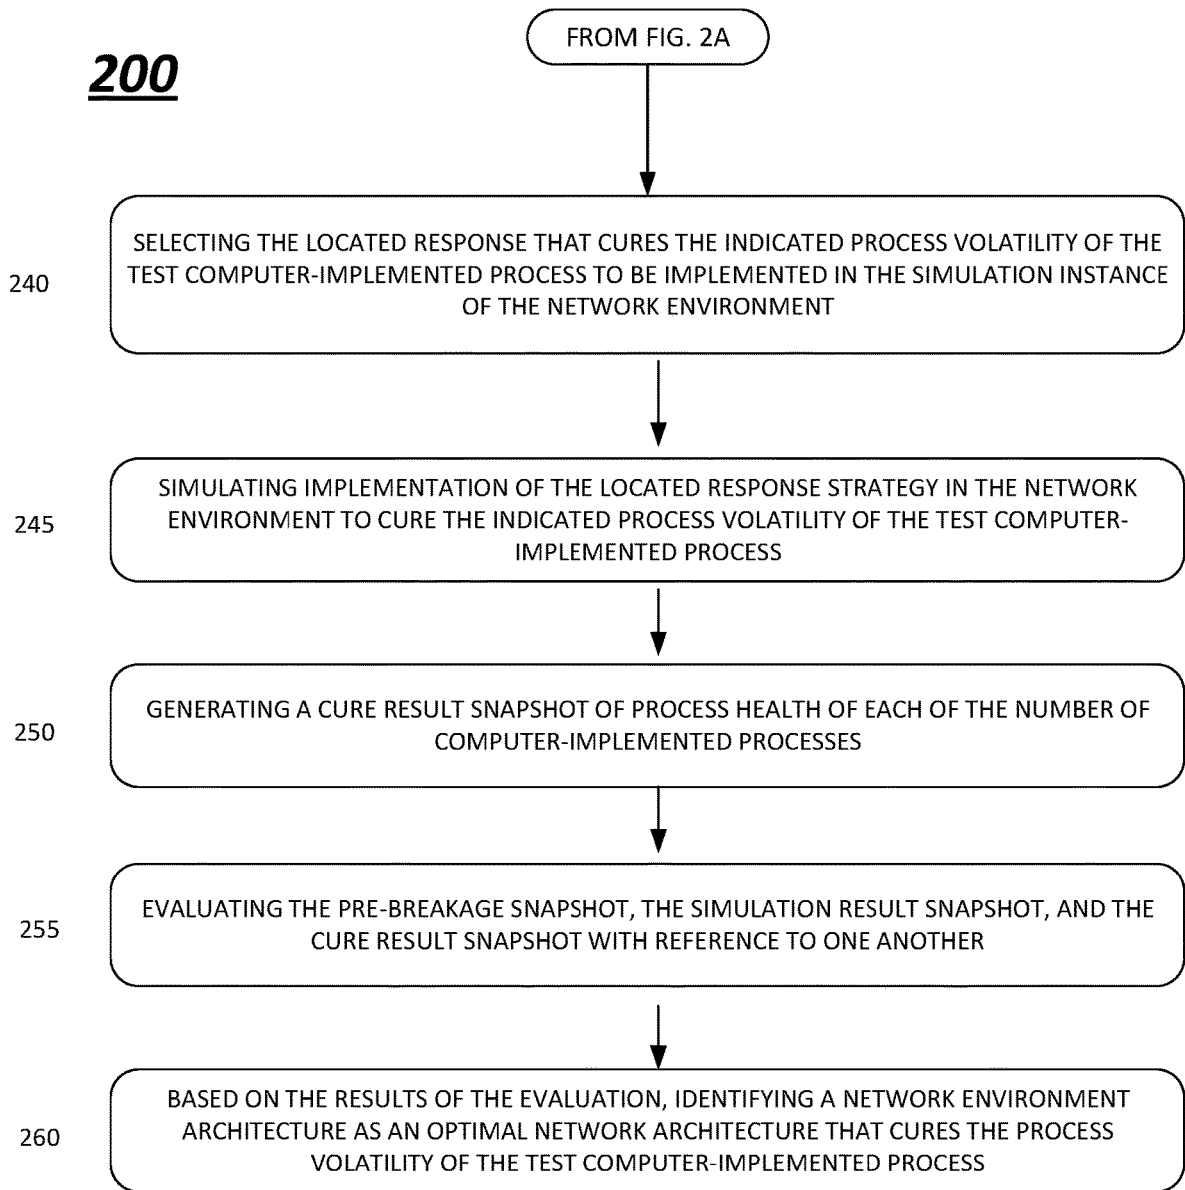 FROM FIG. 2A
200
240
SELECTING THE LOCATED RESPONSE THAT CURES THE INDICATED PROCESS VOLATILITY OF THE
TEST COMPUTER-IMPLEMENTED PROCESS TO BE IMPLEMENTED IN THE SIMULATION INSTANCE
OF THE NETWORK ENVIRONMENT
245
SIMULATING IMPLEMENTATION OF THE LOCATED RESPONSE STRATEGY IN THE NETWORK
ENVIRONMENT TO CURE THE INDICATED PROCESS VOLATILITY OF THE TEST COMPUTER-
IMPLEMENTED PROCESS
250
GENERATING A CURE RESULT SNAPSHOT OF PROCESS HEALTH OF EACH OF THE NUMBER OF
COMPUTER-IMPLEMENTED PROCESSES
255
EVALUATING THE PRE-BREAKAGE SNAPSHOT, THE SIMULATION RESULT SNAPSHOT, AND THE
CURE RESULT SNAPSHOT WITH REFERENCE TO ONE ANOTHER
260
BASED ON THE RESULTS OF THE EVALUATION, IDENTIFYING A NETWORK ENVIRONMENT
ARCHITECTURE AS AN OPTIMAL NETWORK ARCHITECTURE THAT CURES THE PROCESS
VOLATILITY OF THE TEST COMPUTER-IMPLEMENTED PROCESS